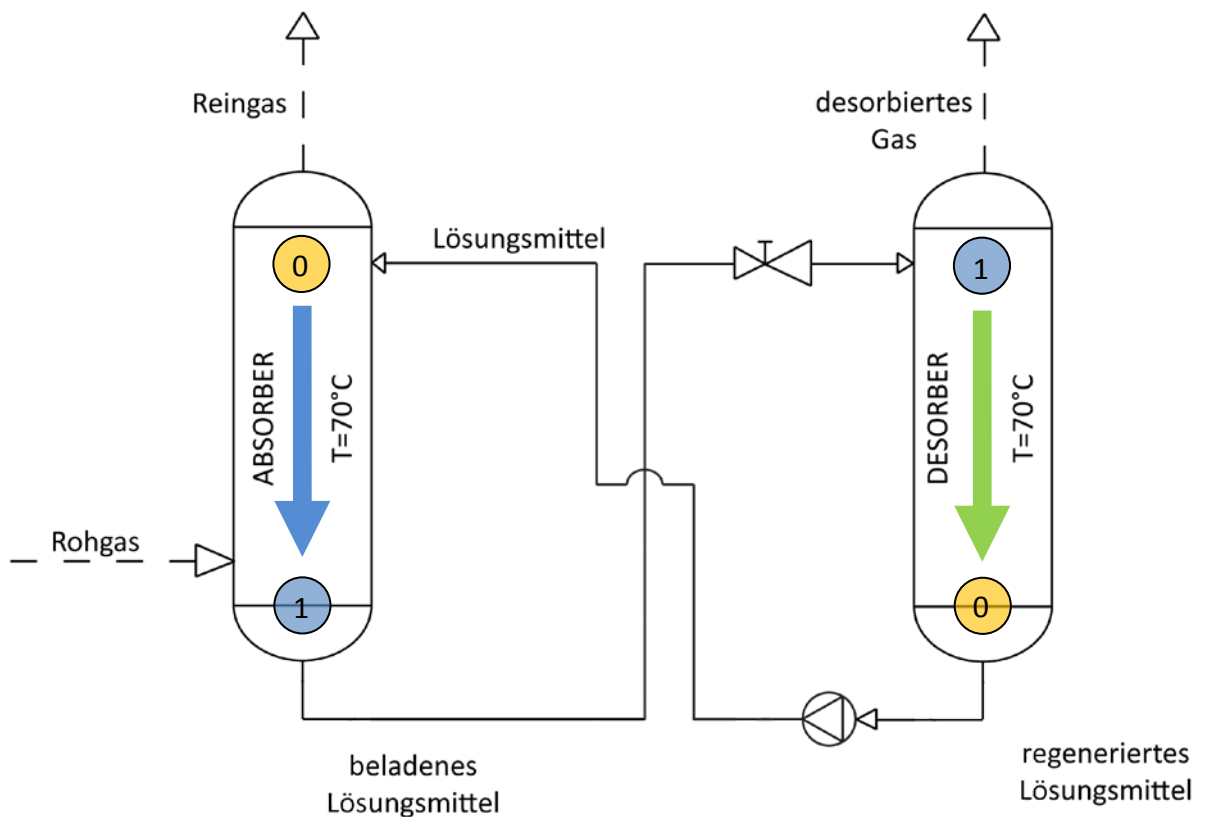 Reingas
desorbiertes
Gas
Lösungsmittel
0
1
ABSORBER
T=70°C
DESORBER
T=70°C
Rohgas
1
0
beladenes
Lösungsmittel
regeneriertes
Lösungsmittel